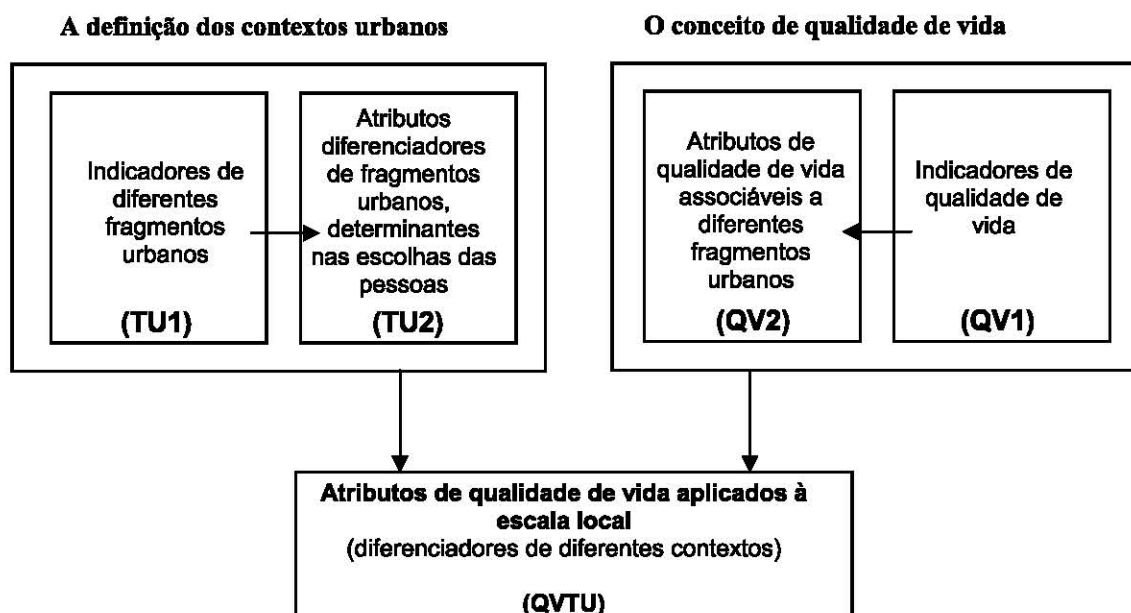 A definição dos contextos urbanos
O conceito de qualidade de vida
Indicadores de
diferentes
fragmentos
urbanos
(TU1)
Atributos
diferenciadores
de fragmentos
urbanos,
determinantes
nas escolhas das
pessoas
(TU2)
Atributos de
qualidade de vida
associáveis a
diferentes
fragmentos
urbanos
(QV2)
Indicadores de
qualidade de
vida
(QV1)
Atributos de qualidade de vida aplicados à
escala local
(diferenciadores de diferentes contextos)
(QVTU)